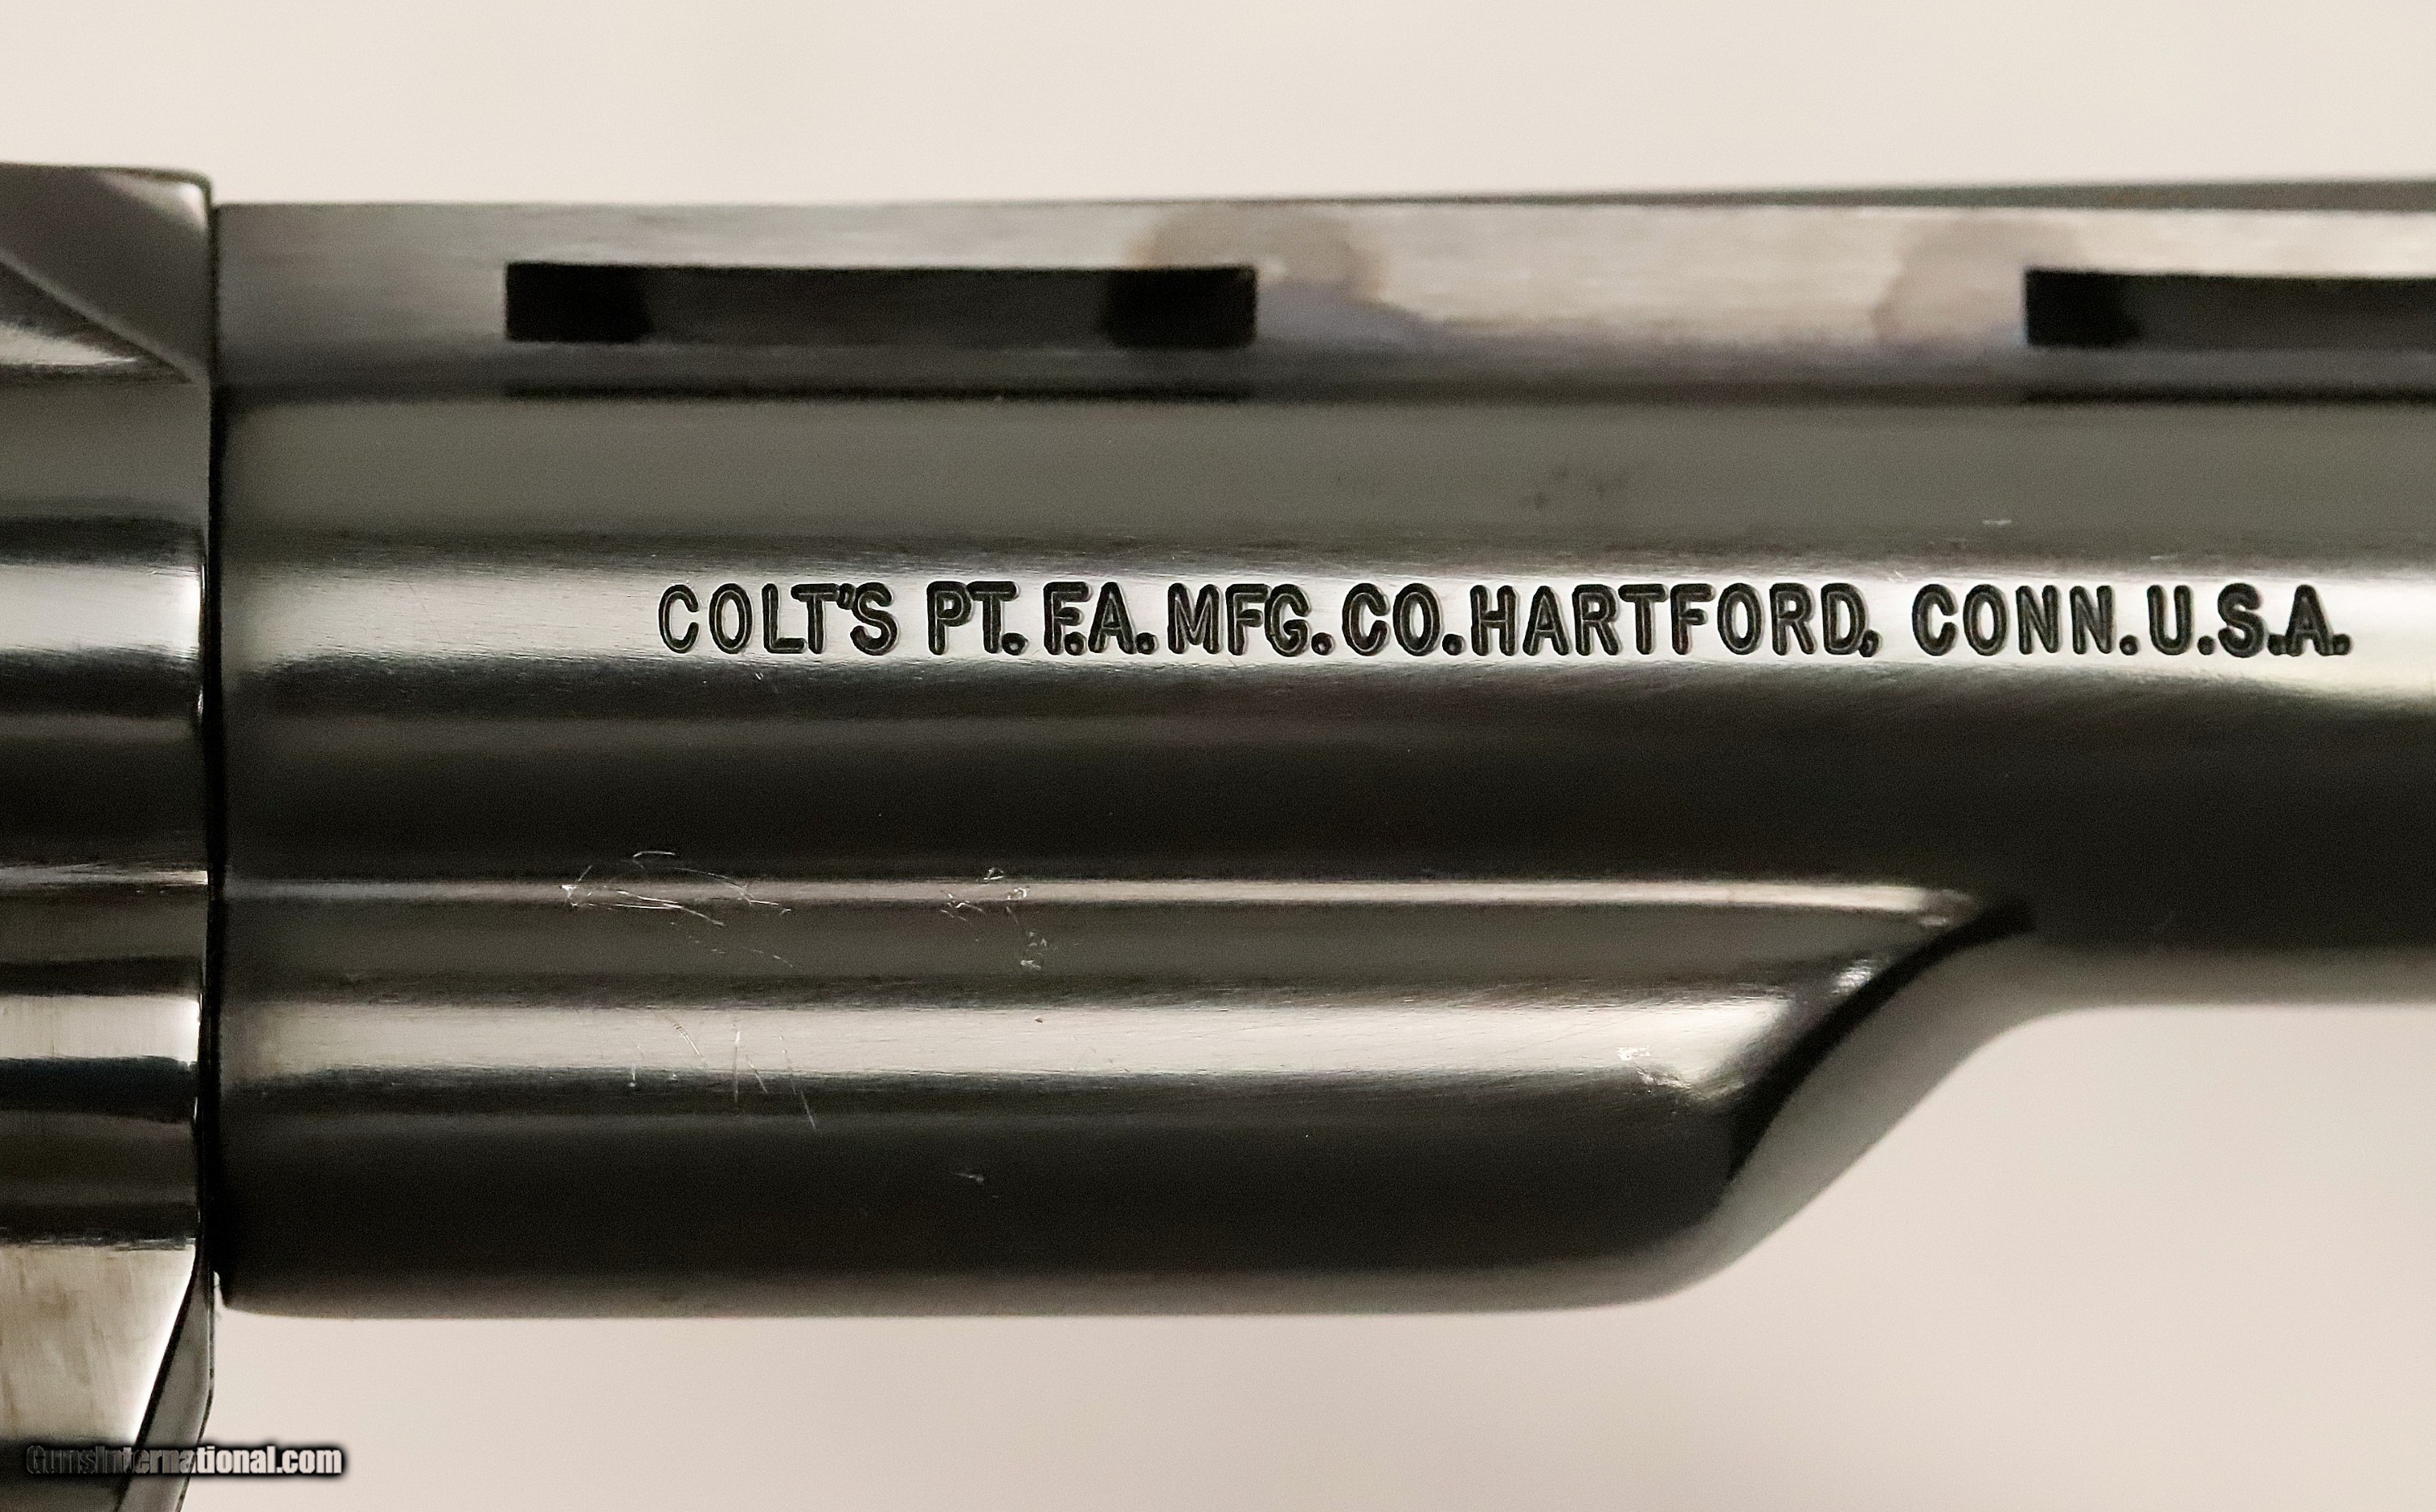 COLT'S PT. F.A. MFG. CO. HARTFORD, CONN. U.S.A.
GunsInternational.com